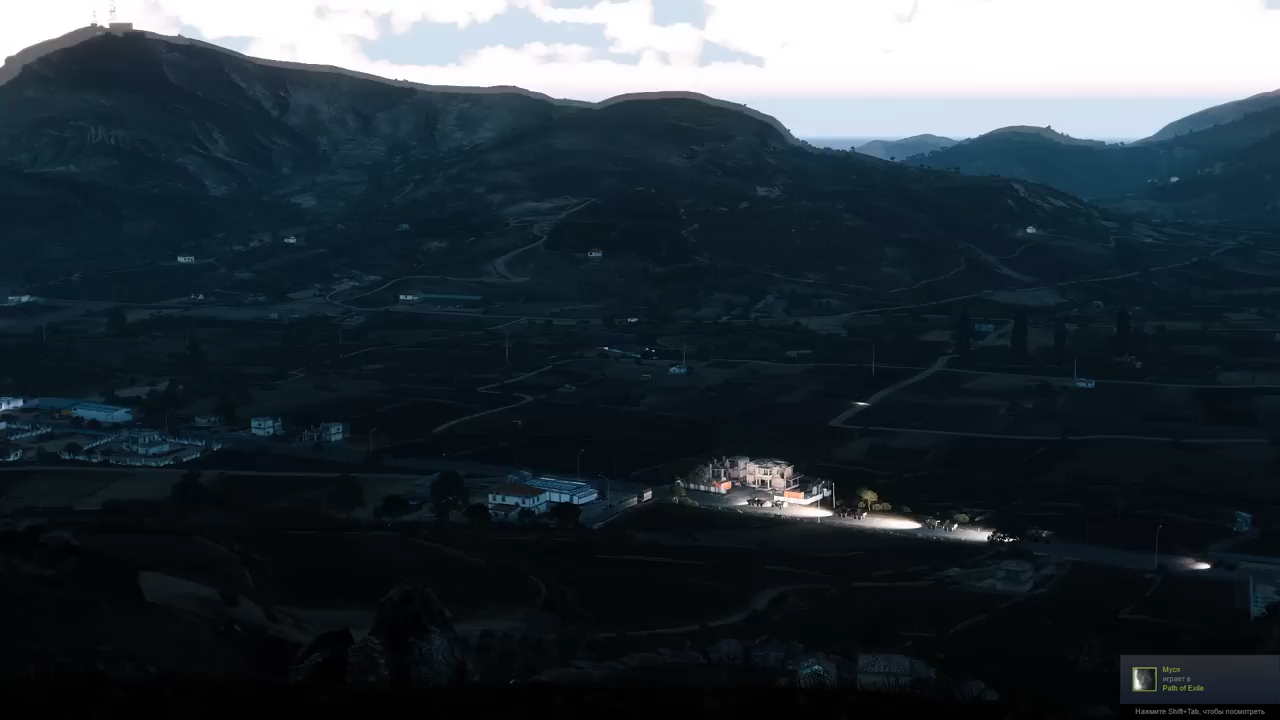 Муся
играет в
Path of Exile
Нажмите Shift+Tab, чтобы посмотреть